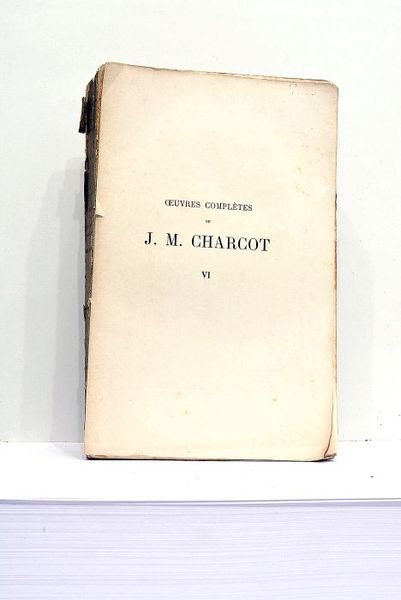 ŒUVRES COMPLÈTES
DE
J. M. CHARCOT
VI